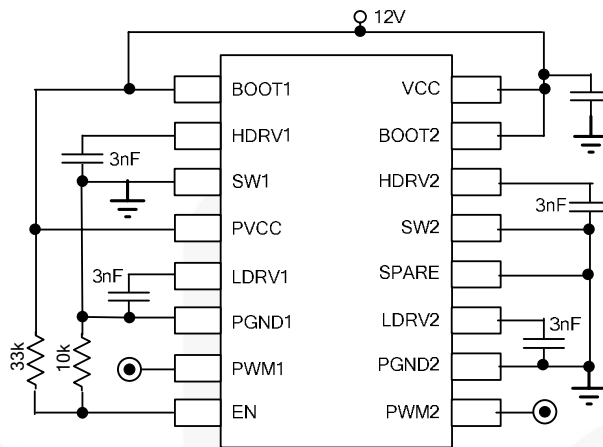 12V
BOOT1
VCC
HDRV1
BOOT2
3nF
SW1
HDRV2
3nF
PVCC
SW2
3nF
LDRV1
SPARE
PGND1
LDRV2
3nF
33k
10k
PWM1
PGND2
EN
PWM2